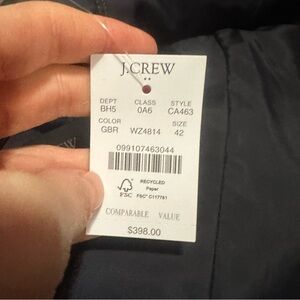 J.CREW
**
DEPT CLASS STYLE
BH5 0A6 CA463
COLOR SIZE
GBR WZ4814 42
099107463044
RECYCLED
Paper
FSC FSC® C117761
COMPARABLE VALUE
$398.00